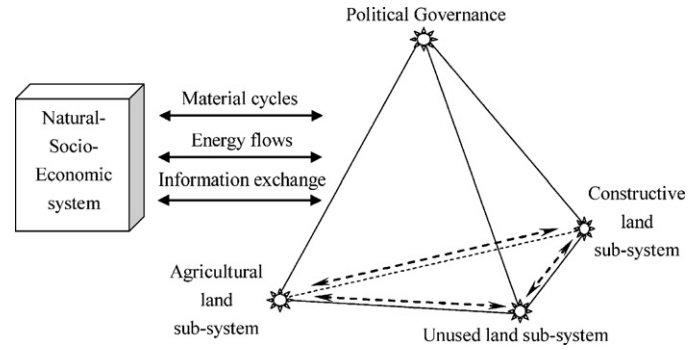 Political Governance
Material cycles
Energy flows
Information exchange
Natural-
Socio-
Economic
system
Constructive
land
sub-system
Agricultural
land
sub-system
Unused land sub-system